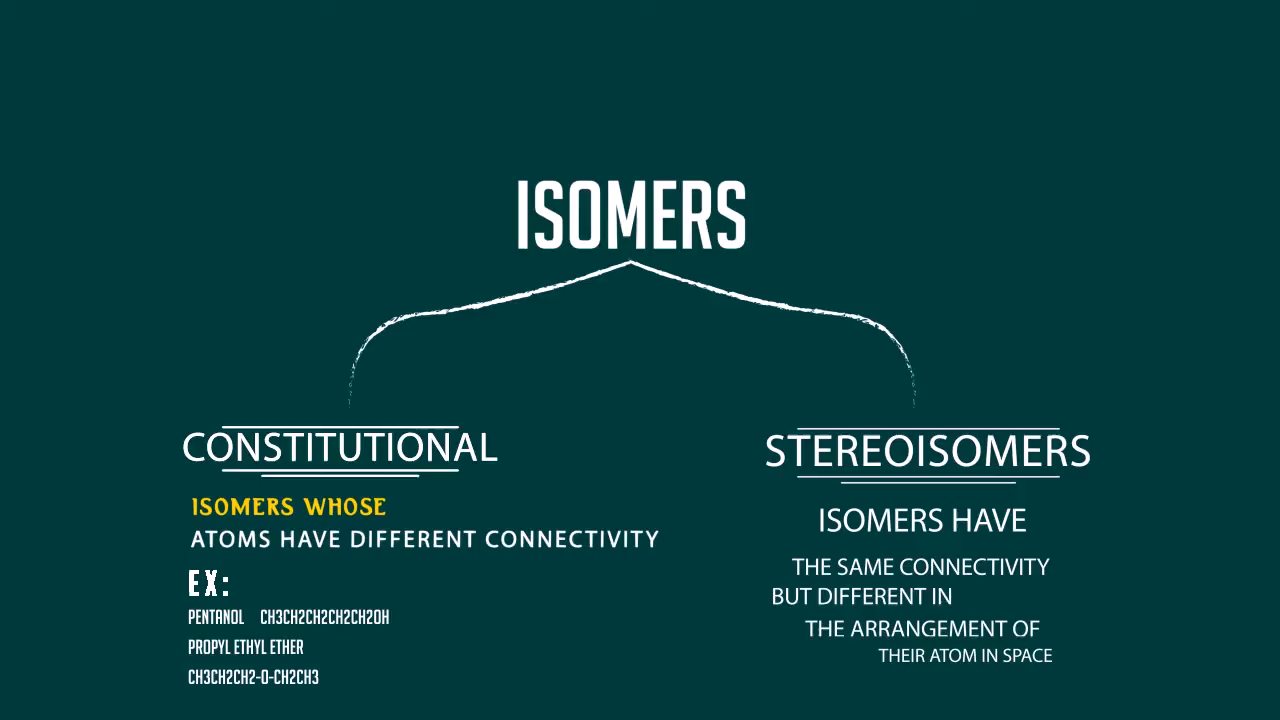 ISOMERS
CONSTITUTIONAL
ISOMERS WHOSE
ATOMS HAVE DIFFERENT CONNECTIVITY
EX:
PENTANOL CH3CH2CH2CH2CH2OH
PROPYL ETHYL ETHER
CH3CH2CH2-O-CH2CH3
STEREOISOMERS
ISOMERS HAVE
THE SAME CONNECTIVITY
BUT DIFFERENT IN
THE ARRANGEMENT OF
THEIR ATOM IN SPACE